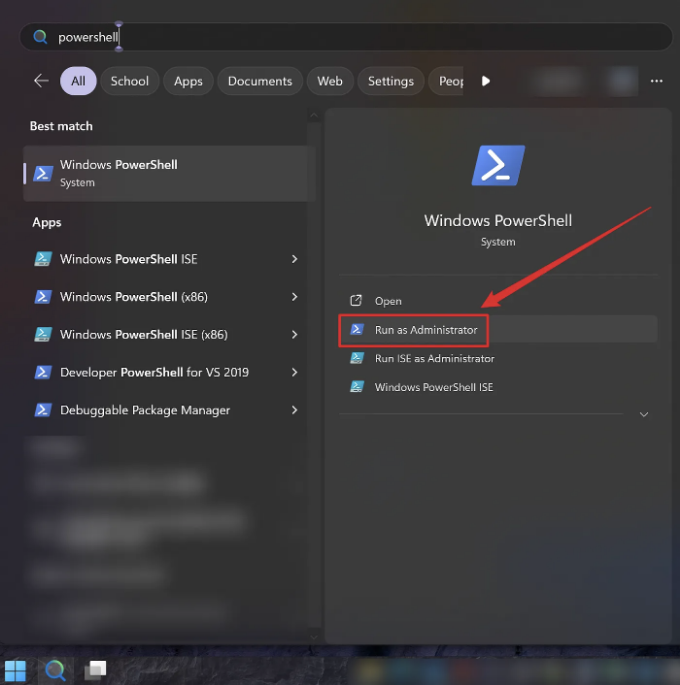 powershell
All School Apps Documents Web Settings
Best match
Windows PowerShell
System
Apps
Windows PowerShell ISE
Windows PowerShell (x86)
Windows PowerShell ISE (x86)
Developer PowerShell for VS 2019
Debuggable Package Manager
Windows PowerShell
System
Open
Run as Administrator
Run ISE as Administrator
Windows PowerShell ISE